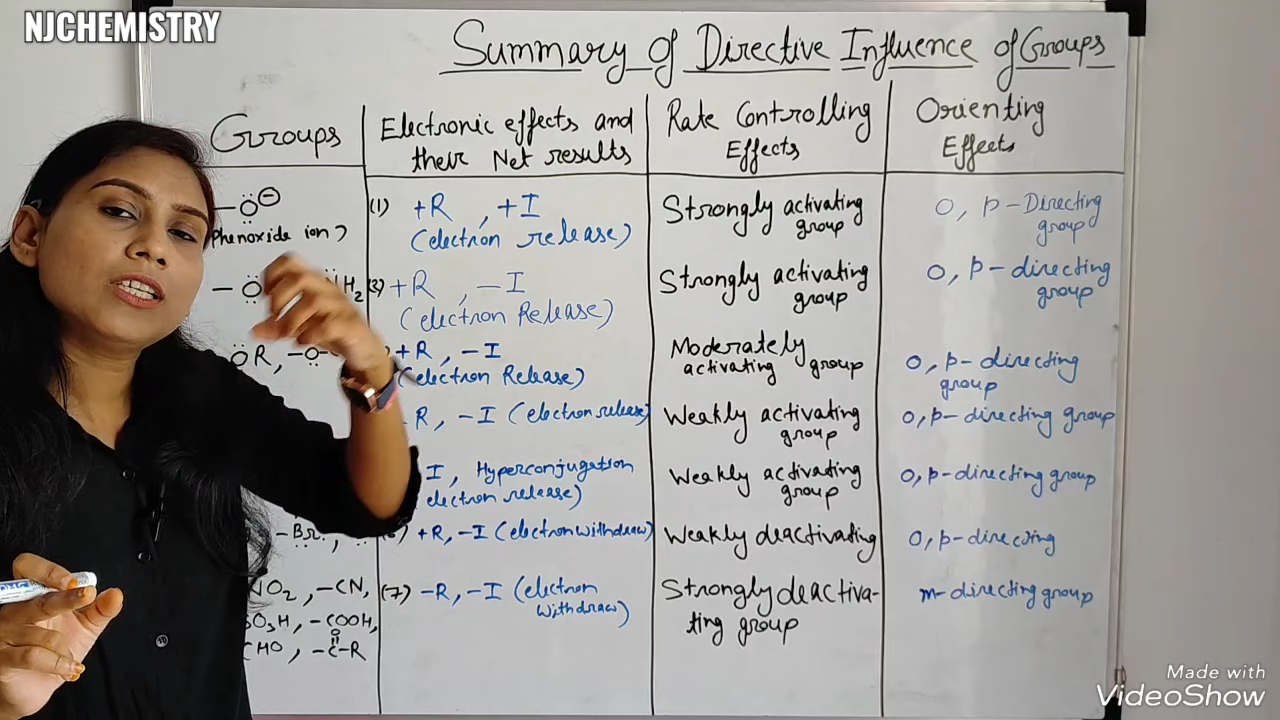 NJCHEMISTRY
Summary of Directive Influence of Groups
Groups
Electronic effects and
their Net results
Rate Controlling
Effects
Orienting
Effects
–Ö⊖
Phenoxide ion)
(1) +R , +I
(electron release)
Strongly activating
group
O, p-Directing
group
–Ö
H₂
(3) +R , –I
(electron Release)
Strongly activating
group
O, p-directing
group
ÖR, –Ö
+R , –I
(electron Release)
Moderately
activating group
O, p-directing
group
R, –I (electron release)
Weakly activating
group
O, p-directing group
I, Hyperconjugation
electron release)
Weakly activating
group
O, p-directing group
–Br,
) +R, –I (electron withdraw)
Weakly deactivating
O, p-directing
NO₂, –CN,
SO₃H, –COOH,
CHO, –C–R
O
(7) –R, –I (electron
withdraw)
Strongly deactiva-
ting group
m-directing group
Made with
VideoShow